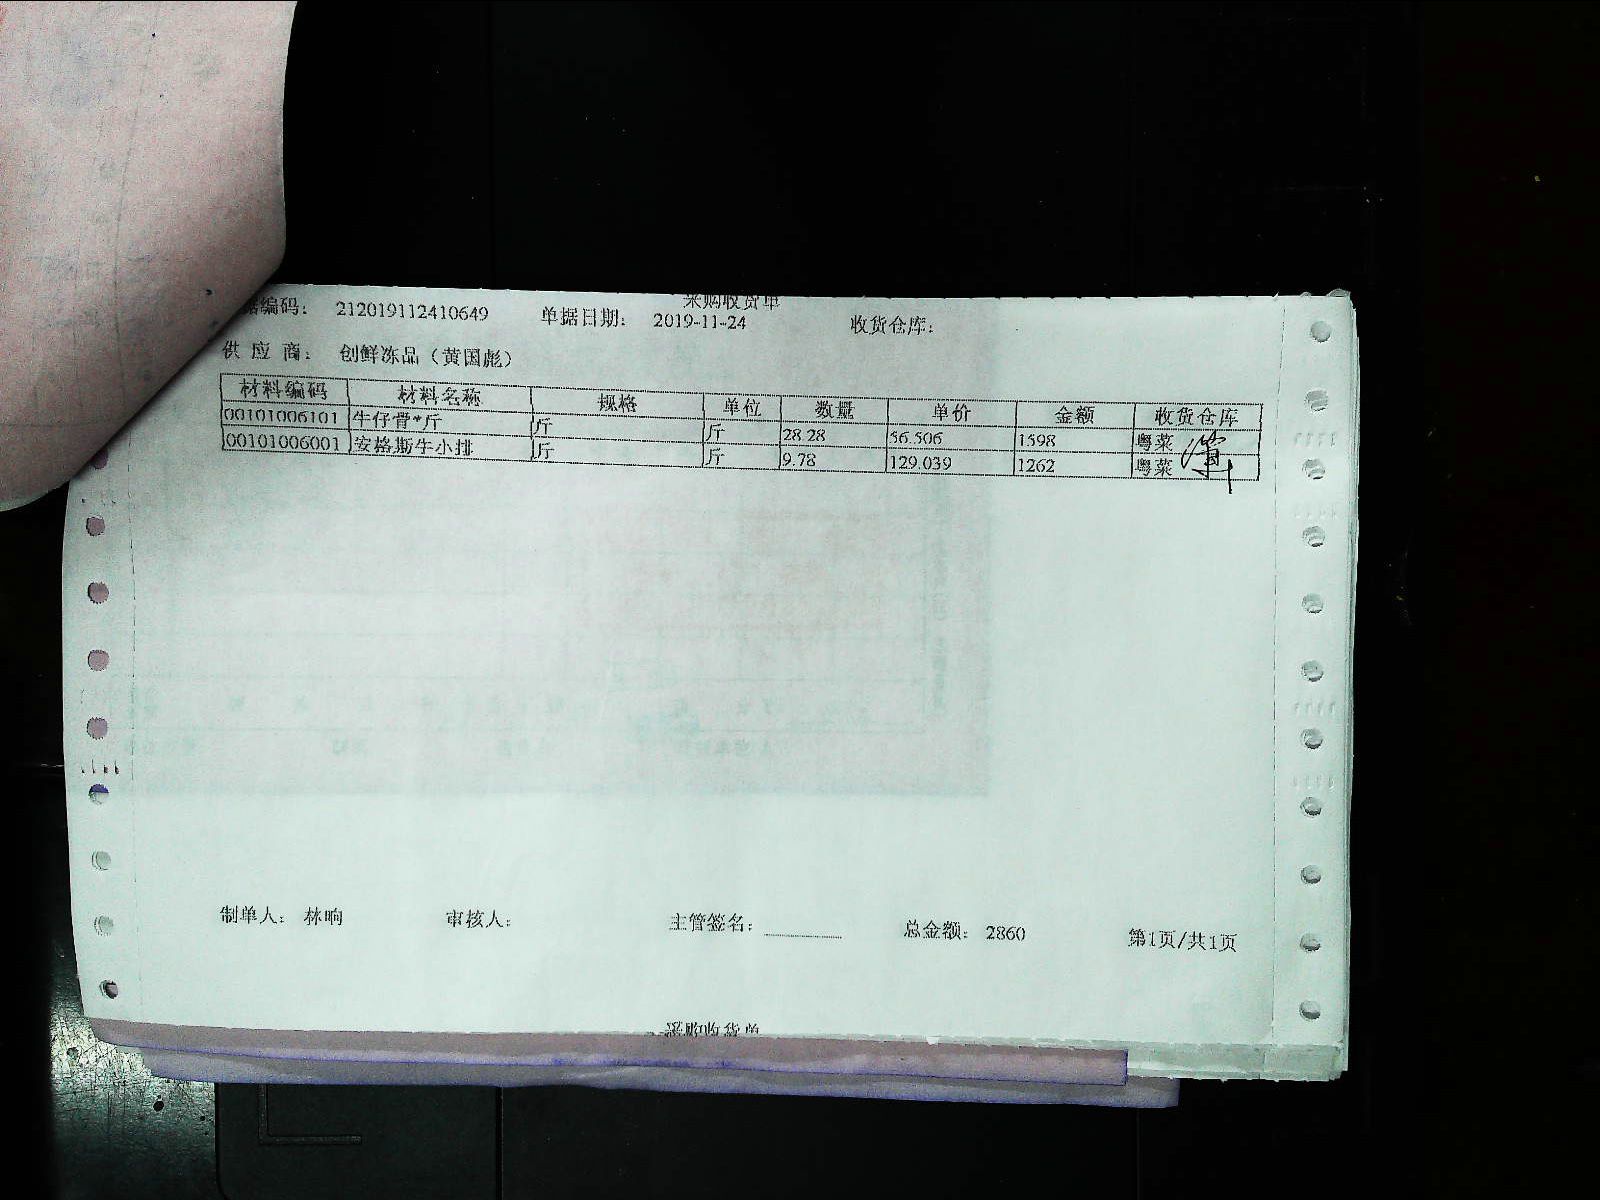 采购收货单
据编码： 212019112410649 单据日期： 2019-11-24 收货仓库：
供 应 商： 创鲜冻品（黄国彪）
材料编码 材料名称 规格 单位 数量 单价 金额 收货仓库
00101006101 牛仔骨*斤 斤 斤 28.28 56.506 1598 粤菜
00101006001 安格斯牛小排 斤 斤 9.78 129.039 1262 粤菜
制单人： 林响 审核人： 主管签名： 总金额： 2860 第1页/共1页
采购收货单